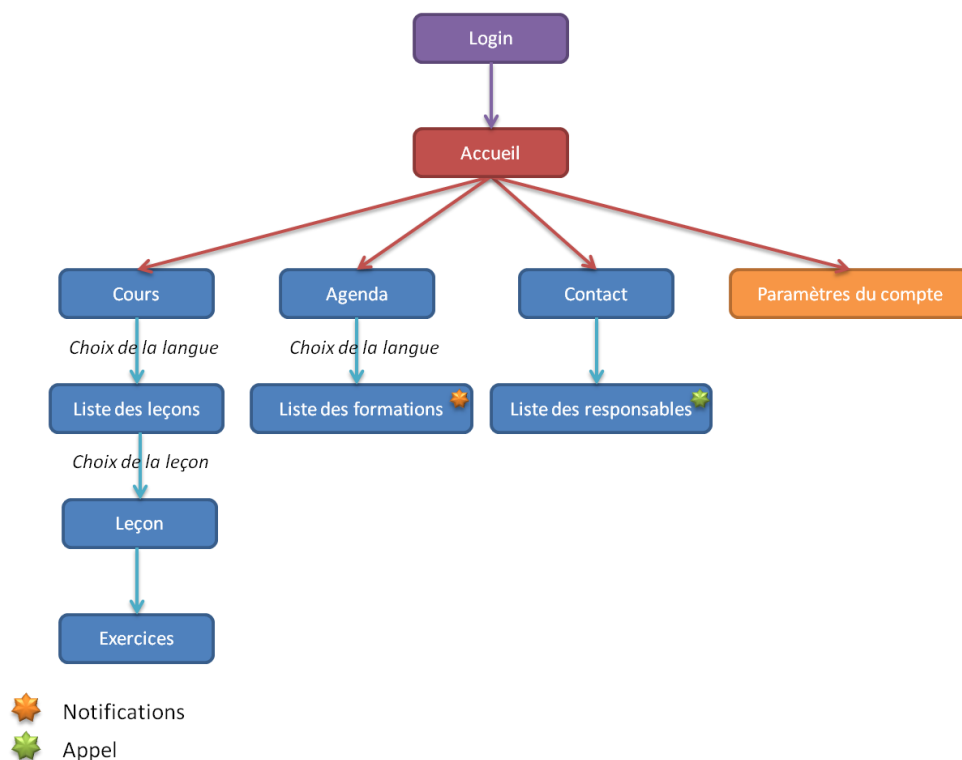 Login
Accueil
Cours
Agenda
Contact
Paramètres du compte
Choix de la langue
Choix de la langue
Liste des leçons
Liste des formations
Liste des responsables
Choix de la leçon
Leçon
Exercices
Notifications
Appel